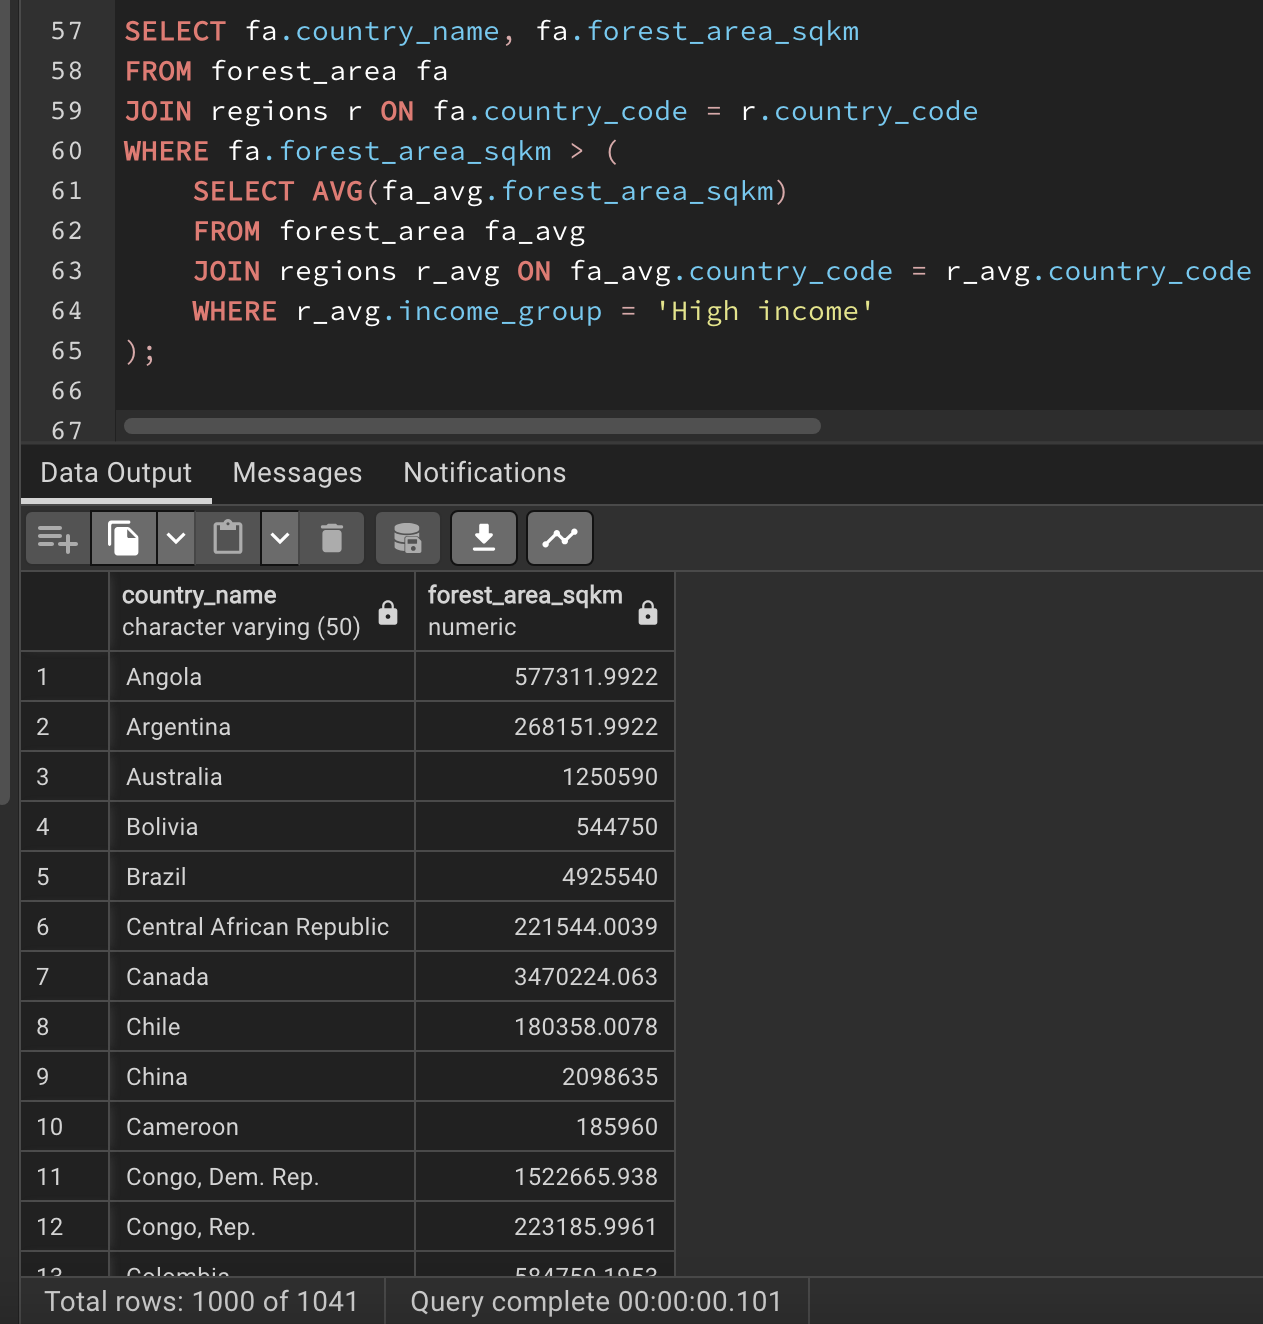 57 SELECT fa.country_name, fa.forest_area_sqkm
58 FROM forest_area fa
59 JOIN regions r ON fa.country_code = r.country_code
60 WHERE fa.forest_area_sqkm > (
61 SELECT AVG(fa_avg.forest_area_sqkm)
62 FROM forest_area fa_avg
63 JOIN regions r_avg ON fa_avg.country_code = r_avg.country_code
64 WHERE r_avg.income_group = 'High income'
65 );
66
67
Data Output Messages Notifications
country_name forest_area_sqkm
character varying (50) numeric
1 Angola 577311.9922
2 Argentina 268151.9922
3 Australia 1250590
4 Bolivia 544750
5 Brazil 4925540
6 Central African Republic 221544.0039
7 Canada 3470224.063
8 Chile 180358.0078
9 China 2098635
10 Cameroon 185960
11 Congo, Dem. Rep. 1522665.938
12 Congo, Rep. 223185.9961
13 Colombia 584750.1953
Total rows: 1000 of 1041 Query complete 00:00:00.101